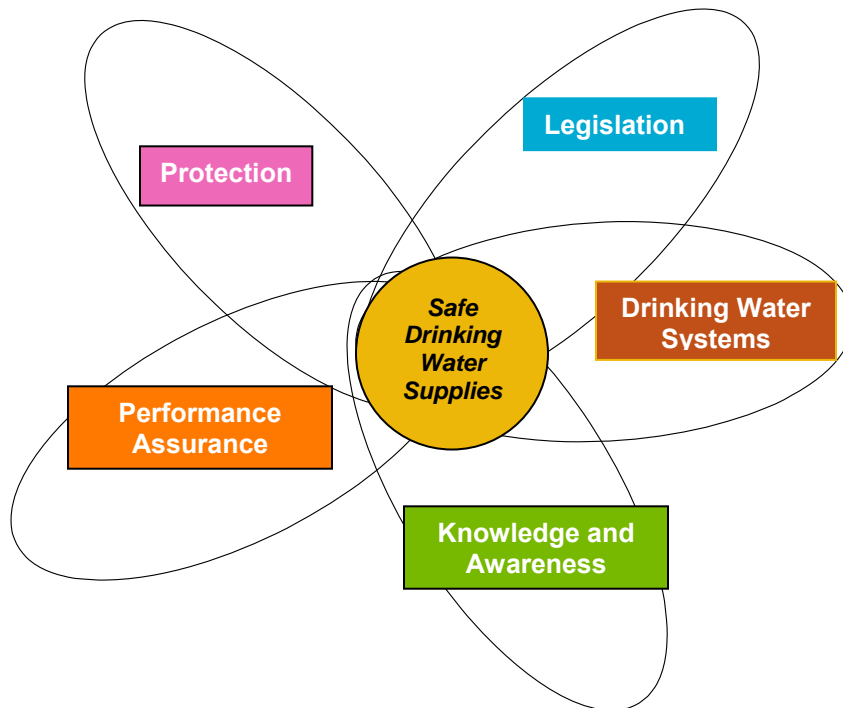 Legislation
Protection
Drinking Water
Systems
Safe
Drinking
Water
Supplies
Performance
Assurance
Knowledge and
Awareness